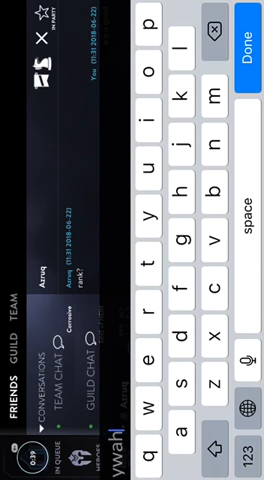 0:39
FRIENDS GUILD TEAM
IN PARTY
CONVERSATIONS
TEAM CHAT
GUILD CHAT
Azruq
Azruq (11:31 2018-06-22)
rank?
You (11:31 2018-06-22)
Corrosive
IN QUEUE
ywah
q w e r t y u i o p
a s d f g h j k l
z x c v b n m
123
space
Done